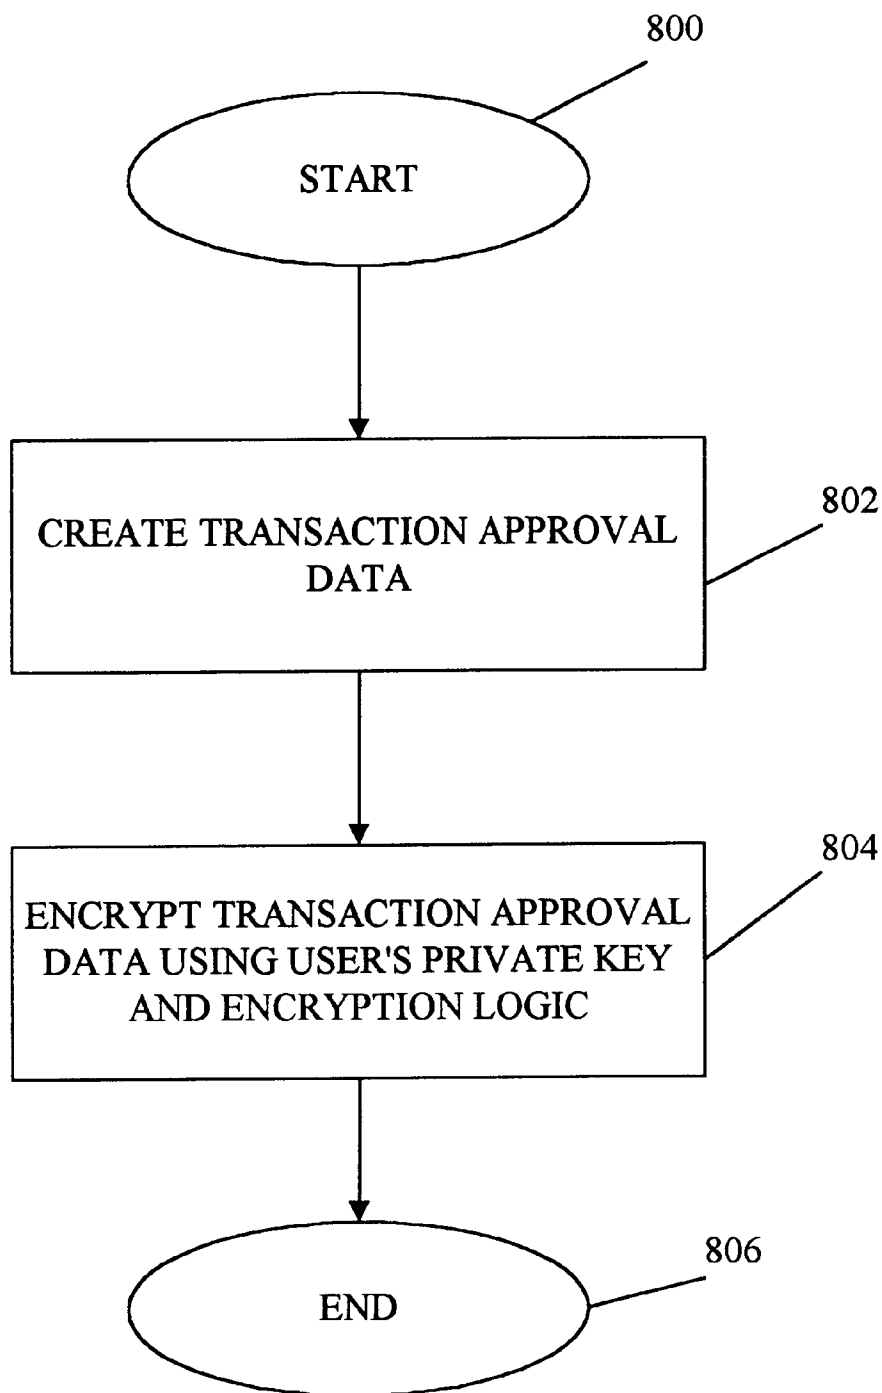 800
START
802
CREATE TRANSACTION APPROVAL
DATA
804
ENCRYPT TRANSACTION APPROVAL
DATA USING USER'S PRIVATE KEY
AND ENCRYPTION LOGIC
806
END